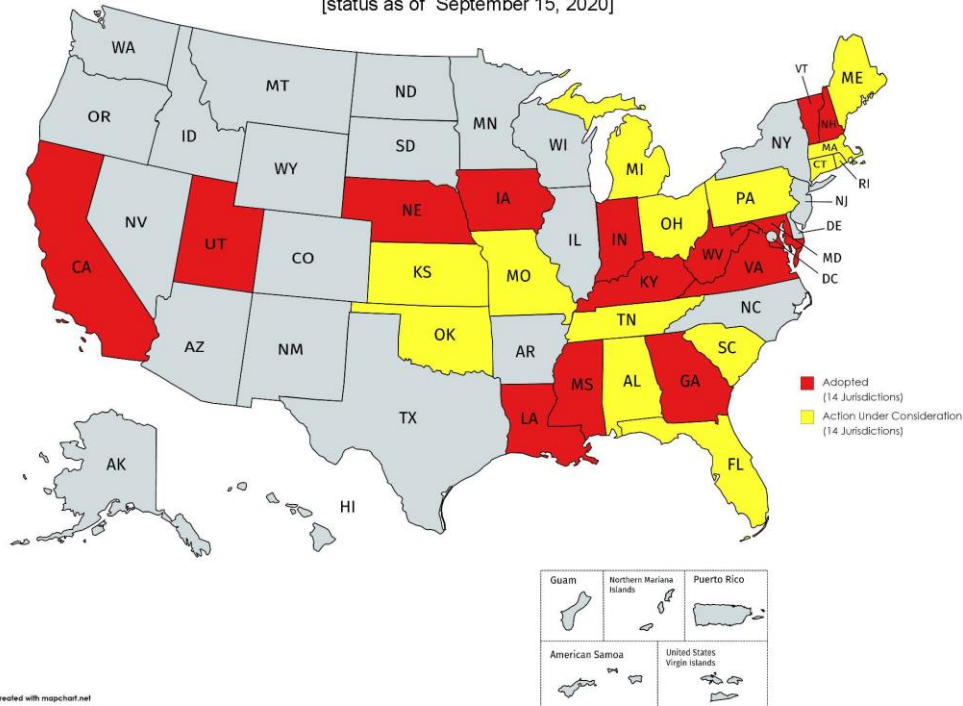 [status as of September 15, 2020]
WA
MT
ND
MN
OR
ID
SD
WI
WY
MI
NY
VT
NH
ME
MA
CT
RI
NV
UT
NE
IA
IL
IN
OH
PA
NJ
DE
MD
DC
CA
CO
KS
MO
KY
WV
VA
AZ
NM
OK
AR
TN
NC
SC
TX
LA
MS
AL
GA
FL
AK
HI
Adopted
(14 Jurisdictions)
Action Under Consideration
(14 Jurisdictions)
Guam
Northern Mariana
Islands
Puerto Rico
American Samoa
United States
Virgin Islands
reated with mapchart.net